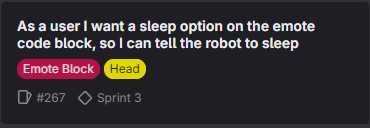 As a user I want a sleep option on the emote
code block, so I can tell the robot to sleep
Emote Block Head
#267 Sprint 3